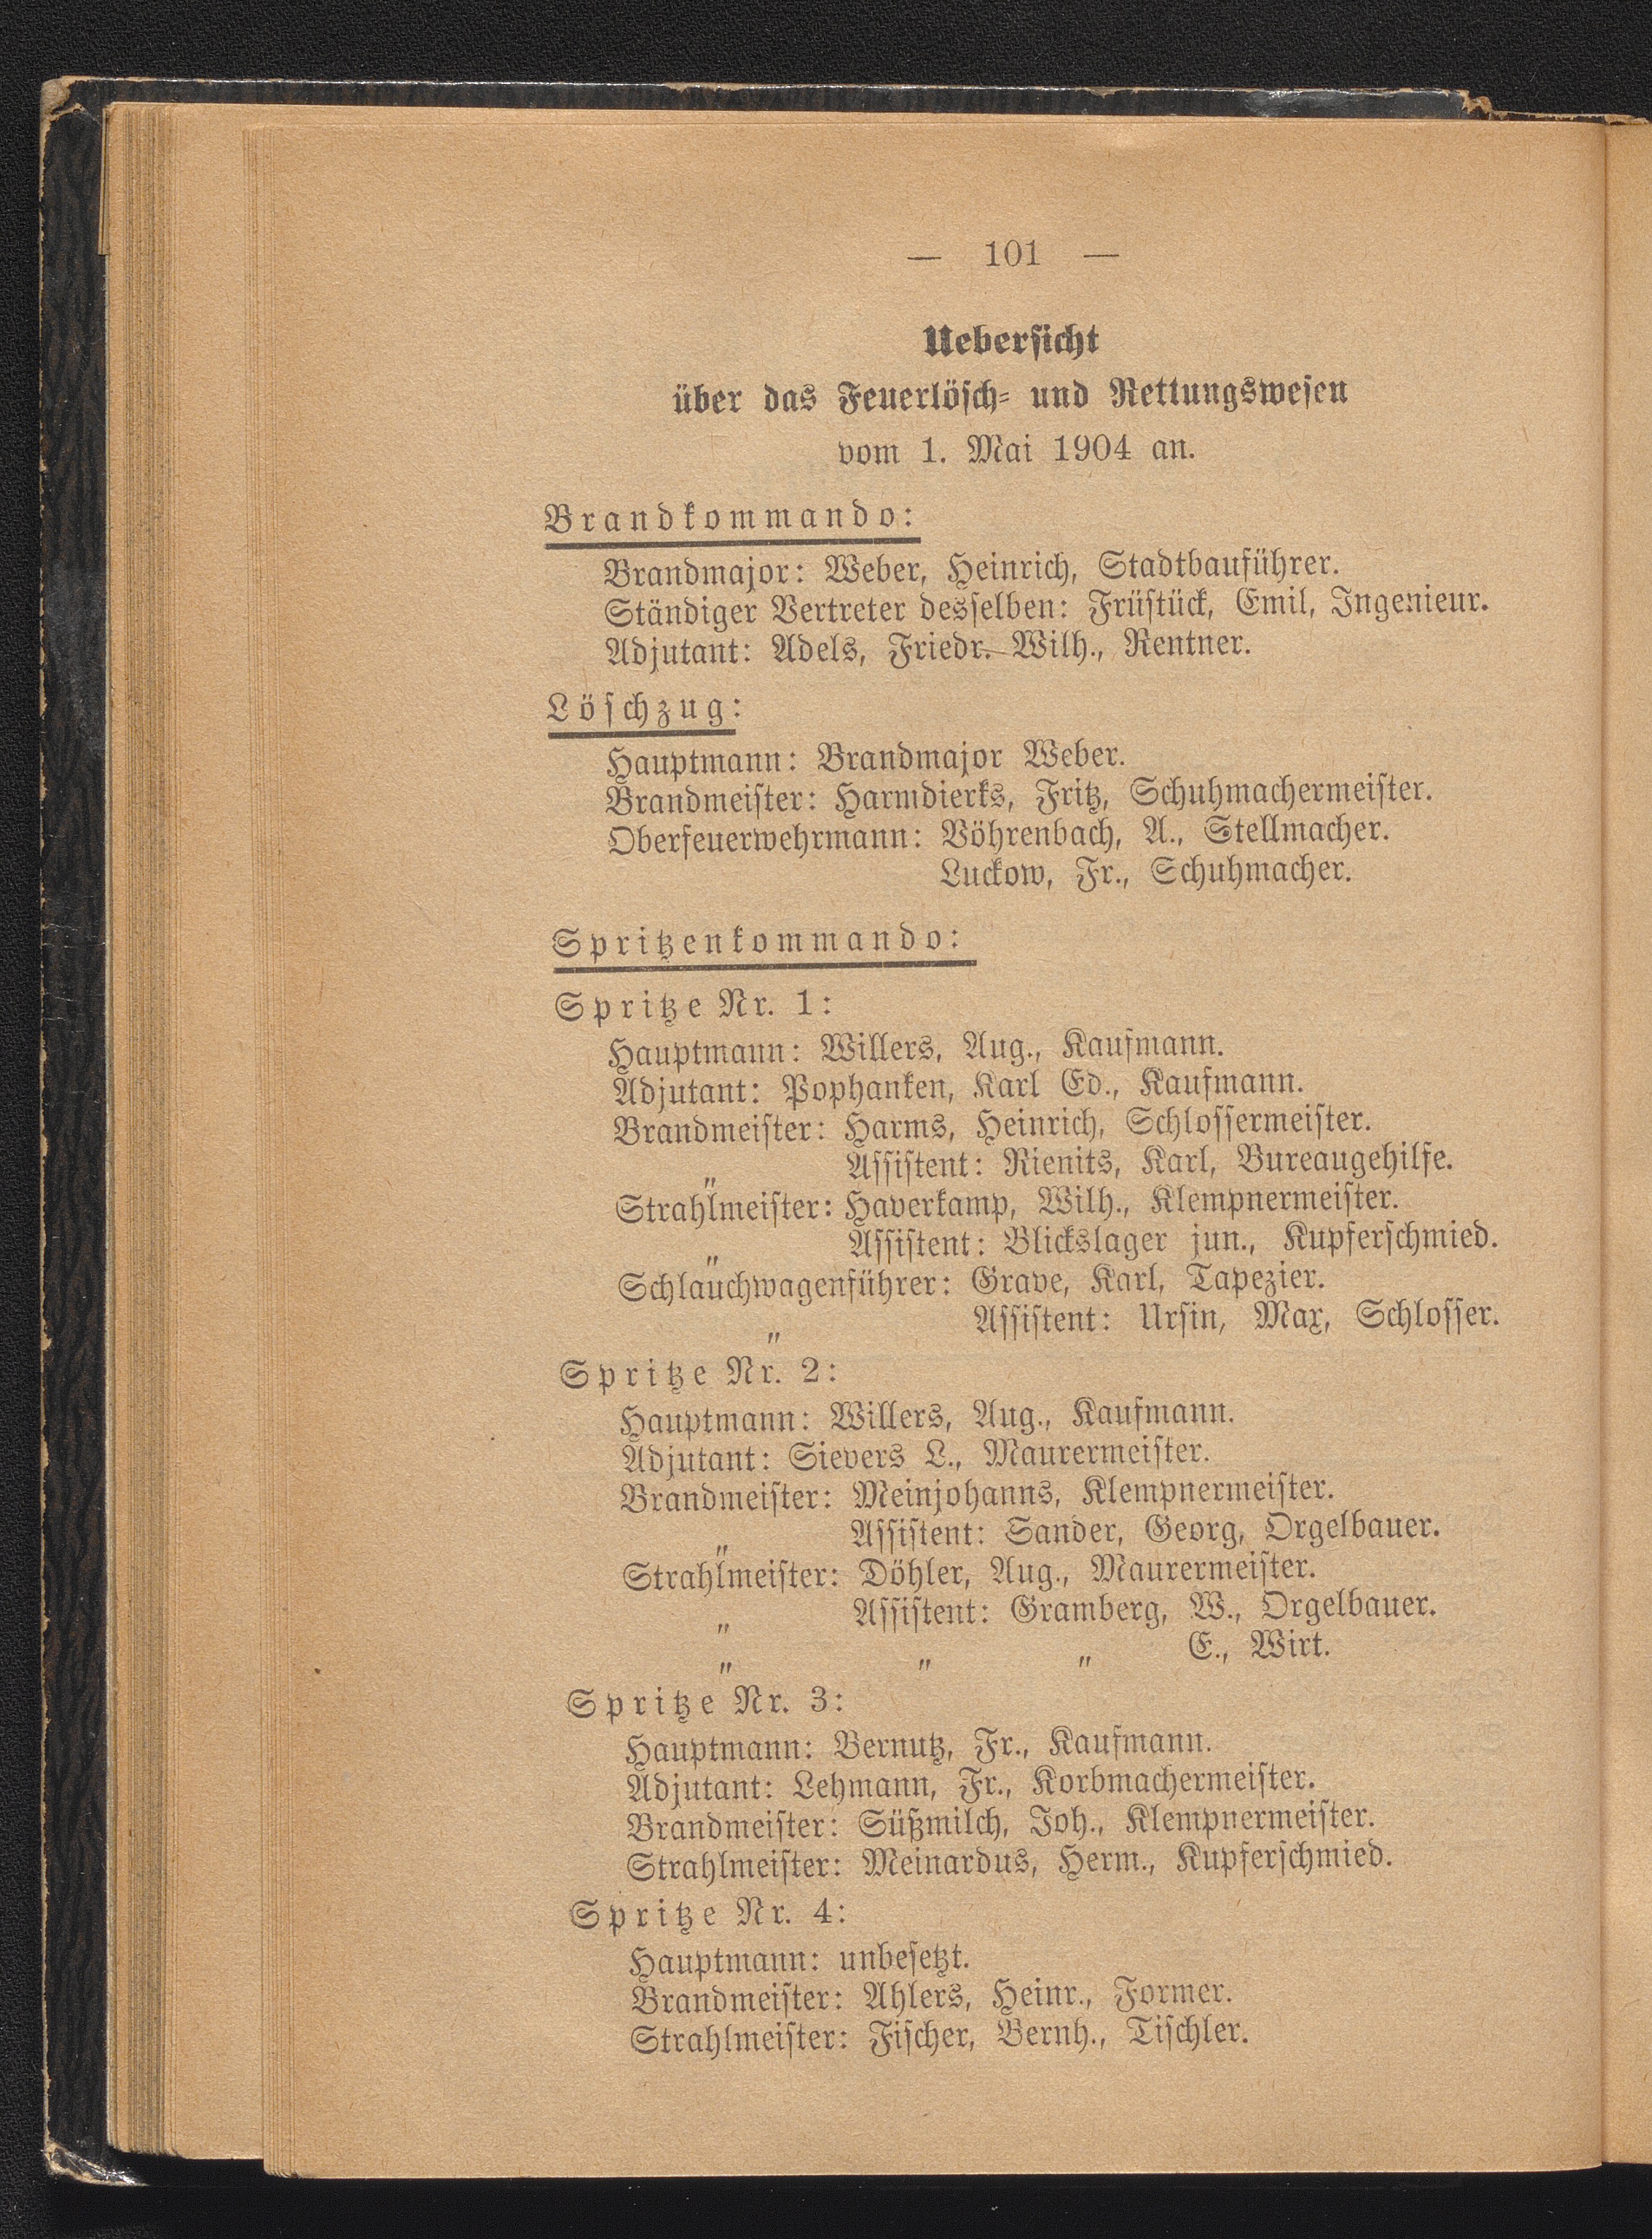 — 101 —
Uebersicht
über das Feuerlösch- und Rettungswesen
vom 1. Mai 1904 an.
Brandkommando:
Brandmajor: Weber, Heinrich, Stadtbauführer.
Ständiger Vertreter desselben: Früstück, Emil, Ingenieur.
Adjutant: Adels, Friedr. Wilh., Rentner.
Löschzug:
Hauptmann: Brandmajor Weber.
Brandmeister: Harmdierks, Fritz, Schuhmachermeister.
Oberfeuerwehrmann: Vöhrenbach, A., Stellmacher.
Luckow, Fr., Schuhmacher.
Spritzenkommando:
Spritze Nr. 1:
Hauptmann: Willers, Aug., Kaufmann.
Adjutant: Pophanken, Karl Ed., Kaufmann.
Brandmeister: Harms, Heinrich, Schlossermeister.
" Assistent: Rienits, Karl, Bureaugehilfe.
Strahlmeister: Haverkamp, Wilh., Klempnermeister.
" Assistent: Blickslager jun., Kupferschmied.
Schlauchwagenführer: Grave, Karl, Tapezier.
" Assistent: Ursin, Max, Schlosser.
Spritze Nr. 2:
Hauptmann: Willers, Aug., Kaufmann.
Adjutant: Sievers L., Maurermeister.
Brandmeister: Meinjohanns, Klempnermeister.
" Assistent: Sander, Georg, Orgelbauer.
Strahlmeister: Döhler, Aug., Maurermeister.
" Assistent: Gramberg, W., Orgelbauer.
" " " E., Wirt.
Spritze Nr. 3:
Hauptmann: Bernutz, Fr., Kaufmann.
Adjutant: Lehmann, Fr., Korbmachermeister.
Brandmeister: Süßmilch, Joh., Klempnermeister.
Strahlmeister: Meinardus, Herm., Kupferschmied.
Spritze Nr. 4:
Hauptmann: unbesetzt.
Brandmeister: Ahlers, Heinr., Former.
Strahlmeister: Fischer, Bernh., Tischler.